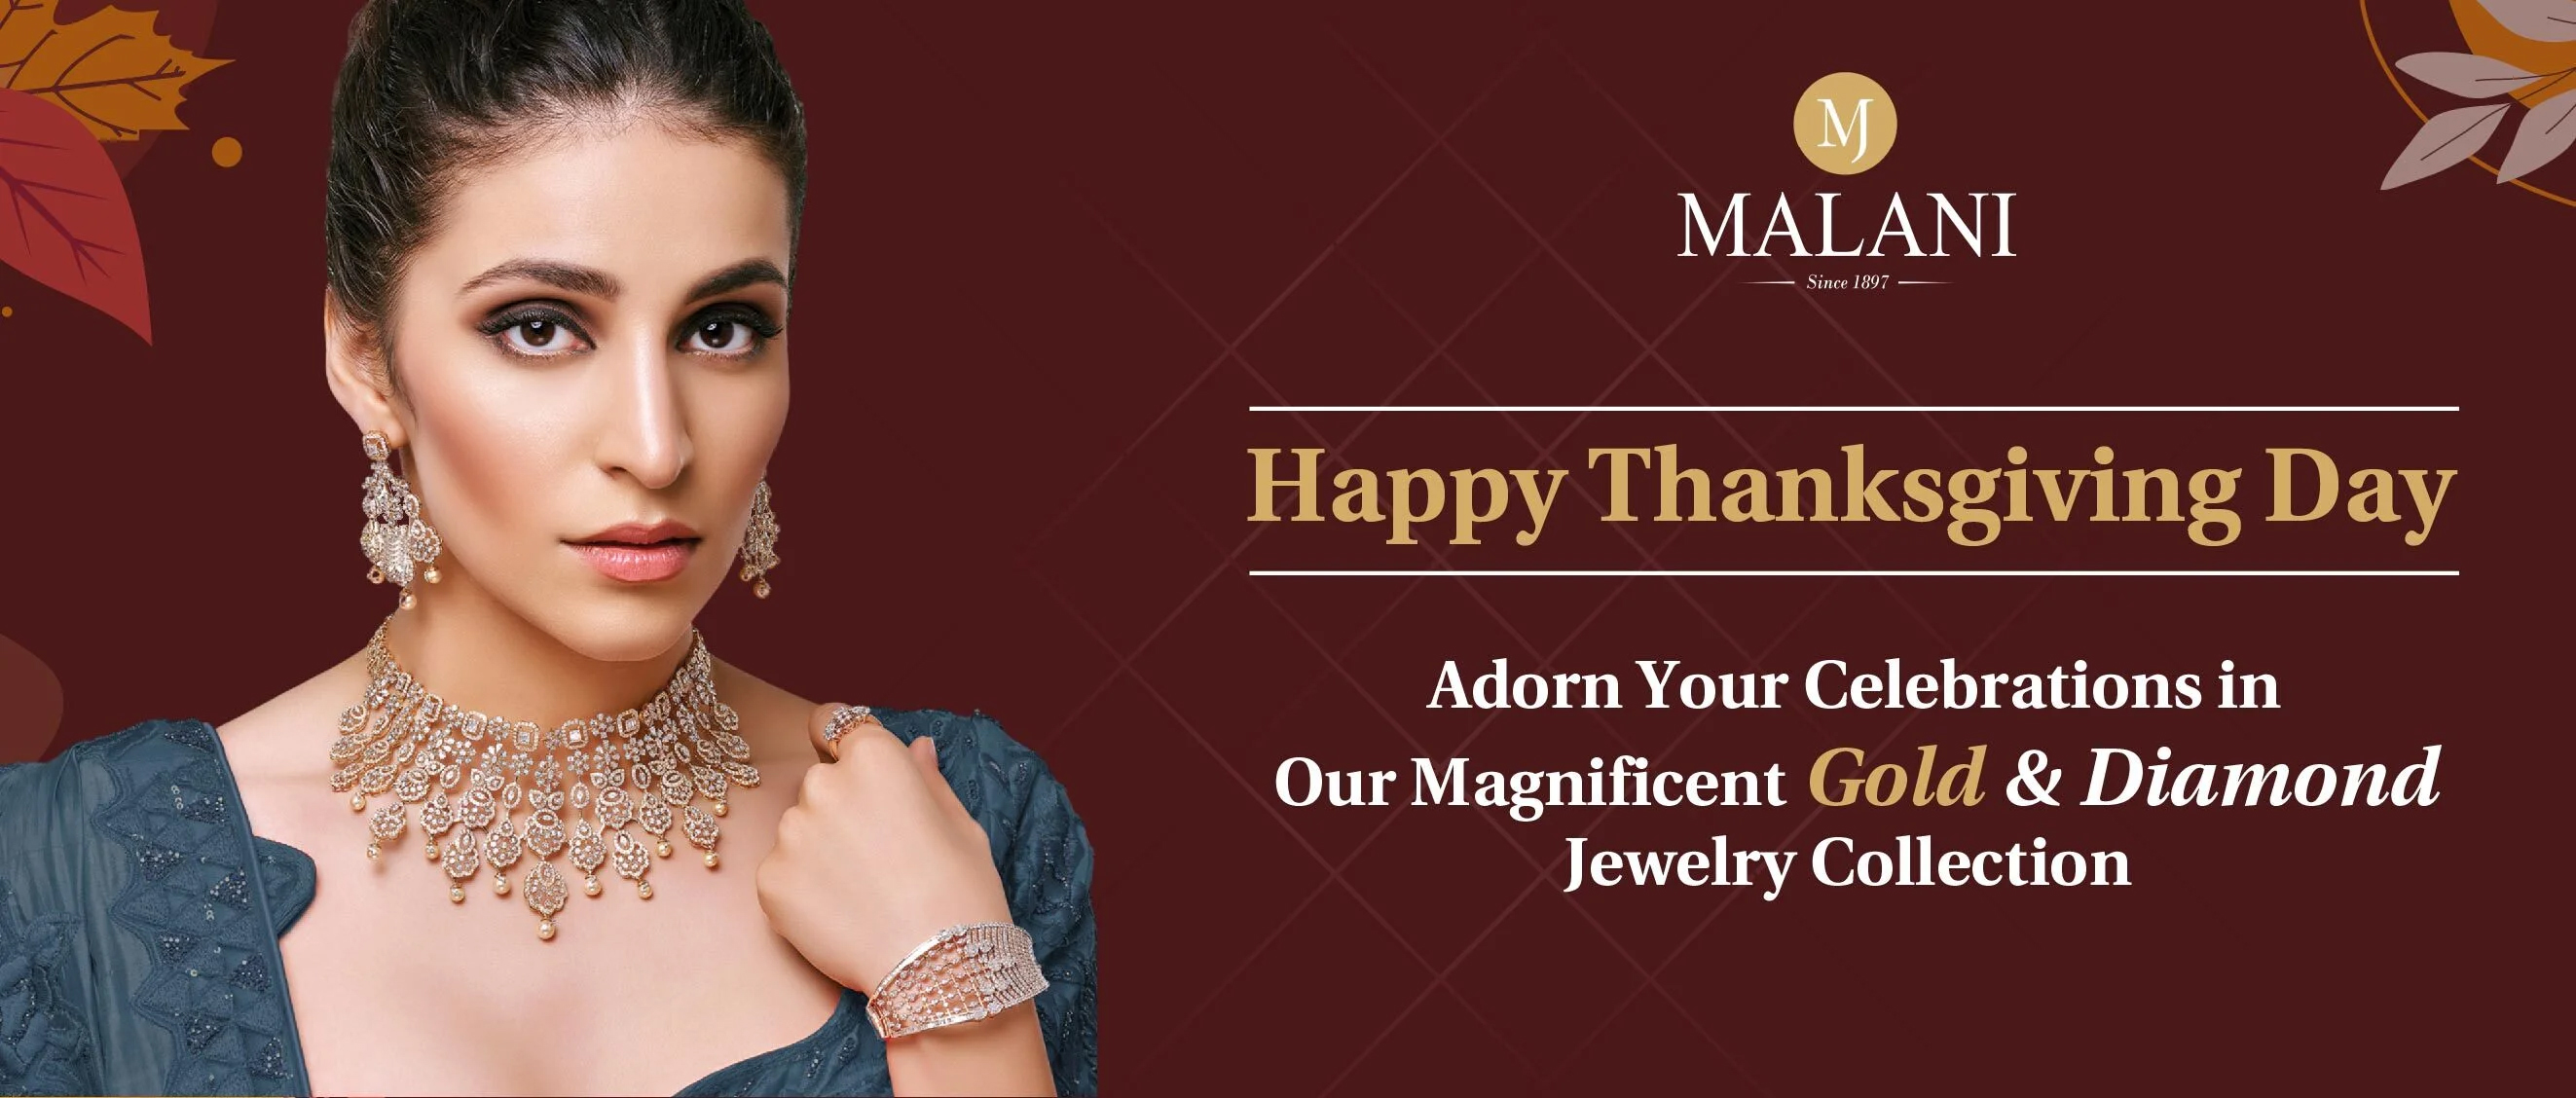 MJ
MALANI
Since 1897
Happy Thanksgiving Day
Adorn Your Celebrations in
Our Magnificent Gold & Diamond
Jewelry Collection